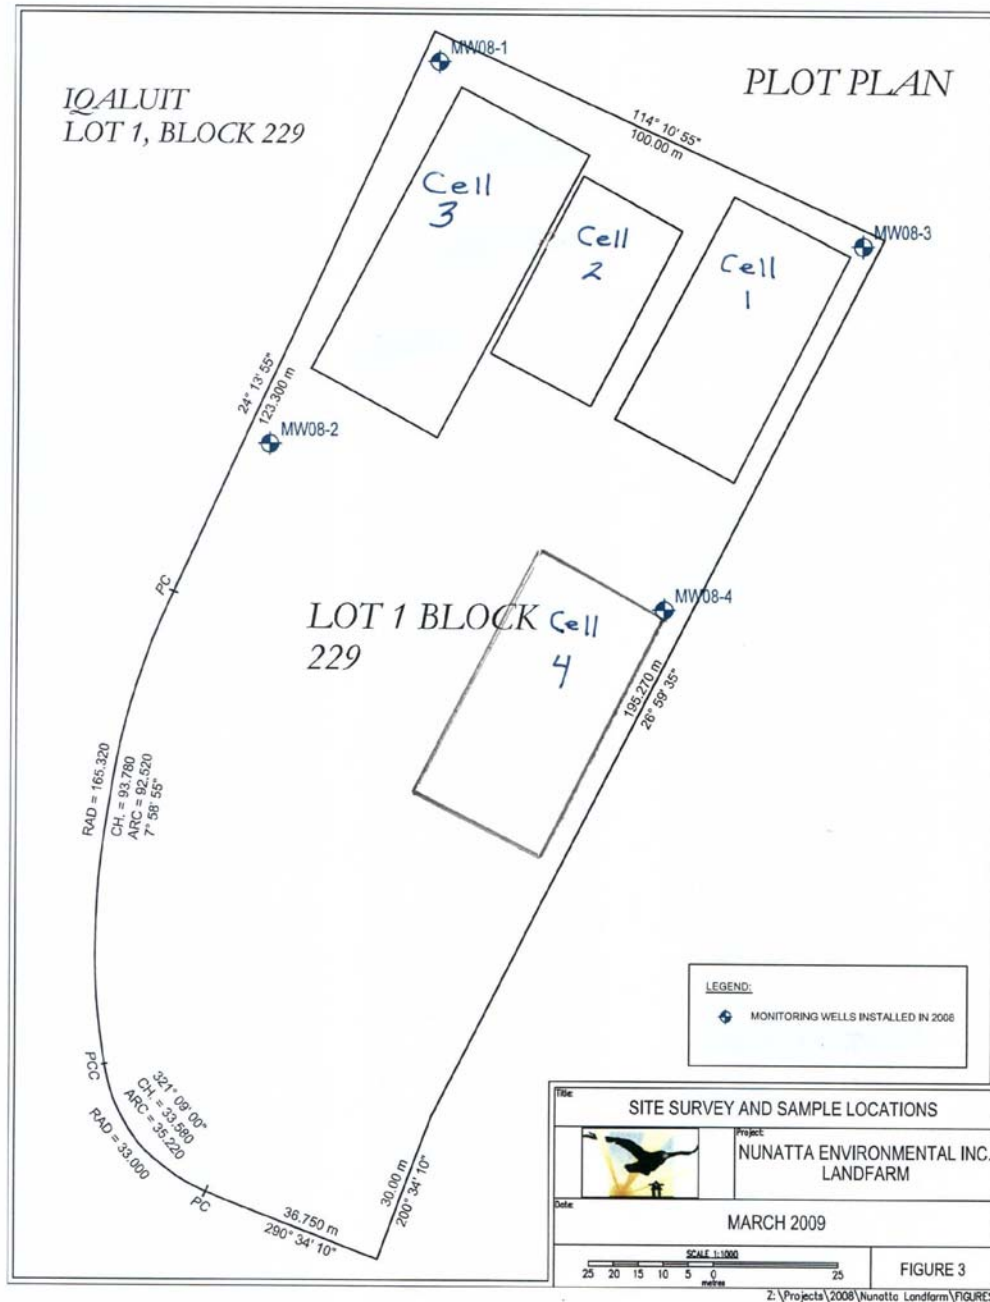 MW08-1
PLOT PLAN
IQALUIT
LOT 1, BLOCK 229
114° 10' 55"
100.00 m
Cell
3
Cell
2
Cell
1
MW08-3
24° 13' 55"
123.300 m
MW08-2
PC
MW08-4
LOT 1 BLOCK
229
Cell
4
195.270 m
26° 59' 35"
RAD = 165.320
CH. = 93.780
ARC = 92.520
7° 58' 55"
LEGEND:
MONITORING WELLS INSTALLED IN 2008
PCC
321° 09' 00"
CH. = 33.580
ARC = 35.220
RAD = 33.000
PC
36.750 m
290° 34' 10"
30.00 m
200° 34' 10"
Title:
SITE SURVEY AND SAMPLE LOCATIONS
Project:
NUNATTA ENVIRONMENTAL INC.
LANDFARM
Date:
MARCH 2009
SCALE 1:1000
25 20 15 10 5 0 25
metres
FIGURE 3
Z:\Projects\2008\Nunatta Landfarm\FIGURES